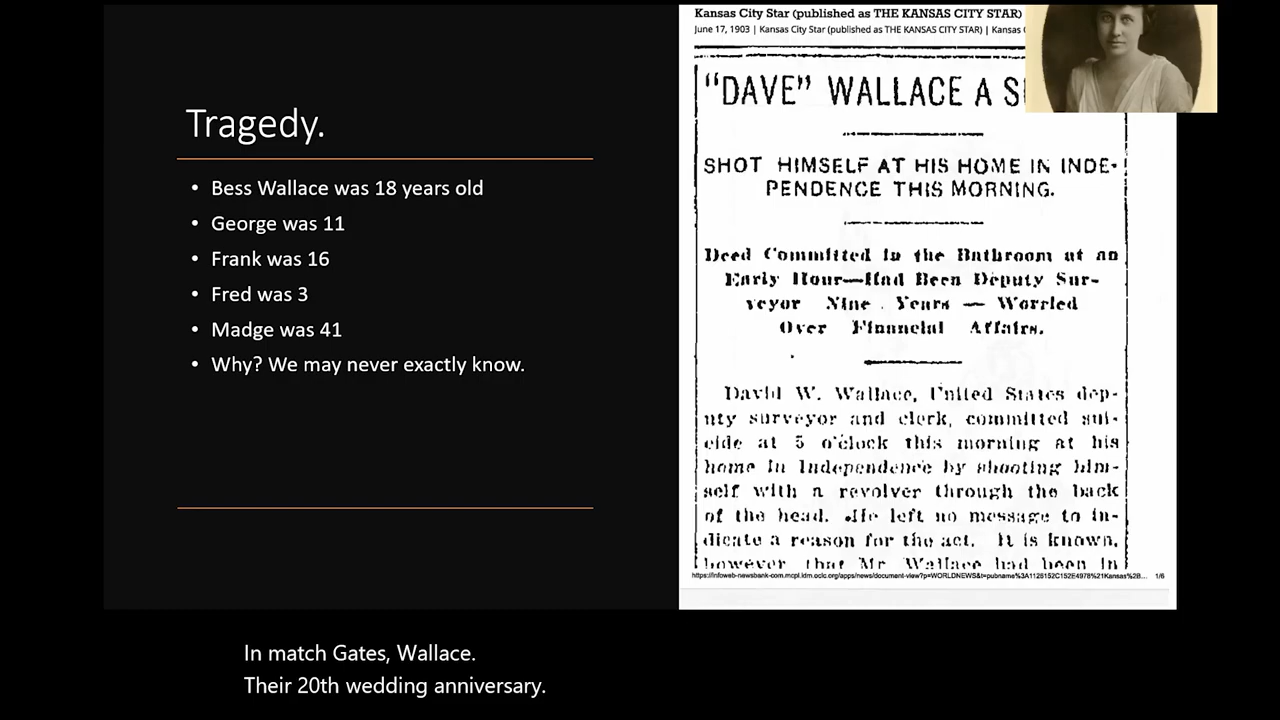 Tragedy.
• Bess Wallace was 18 years old
• George was 11
• Frank was 16
• Fred was 3
• Madge was 41
• Why? We may never exactly know.
Kansas City Star (published as THE KANSAS CITY STAR)
June 17, 1903 | Kansas City Star (published as THE KANSAS CITY STAR) | Kansas
"DAVE" WALLACE A
SHOT HIMSELF AT HIS HOME IN INDE-
PENDENCE THIS MORNING.
Deed Committed in the Bathroom at an
Early Hour—Had Been Deputy Sur-
veyor Nine Years — Worried
Over Financial Affairs.
David W. Wallace, United States dep-
uty surveyor and clerk, committed sui-
cide at 5 o'clock this morning at his
home in Independence by shooting him-
self with a revolver through the back
of the head. He left no message to in-
dicate a reason for the act. It is known,
however that Mr. Wallace had been in
1/6
In match Gates, Wallace.
Their 20th wedding anniversary.